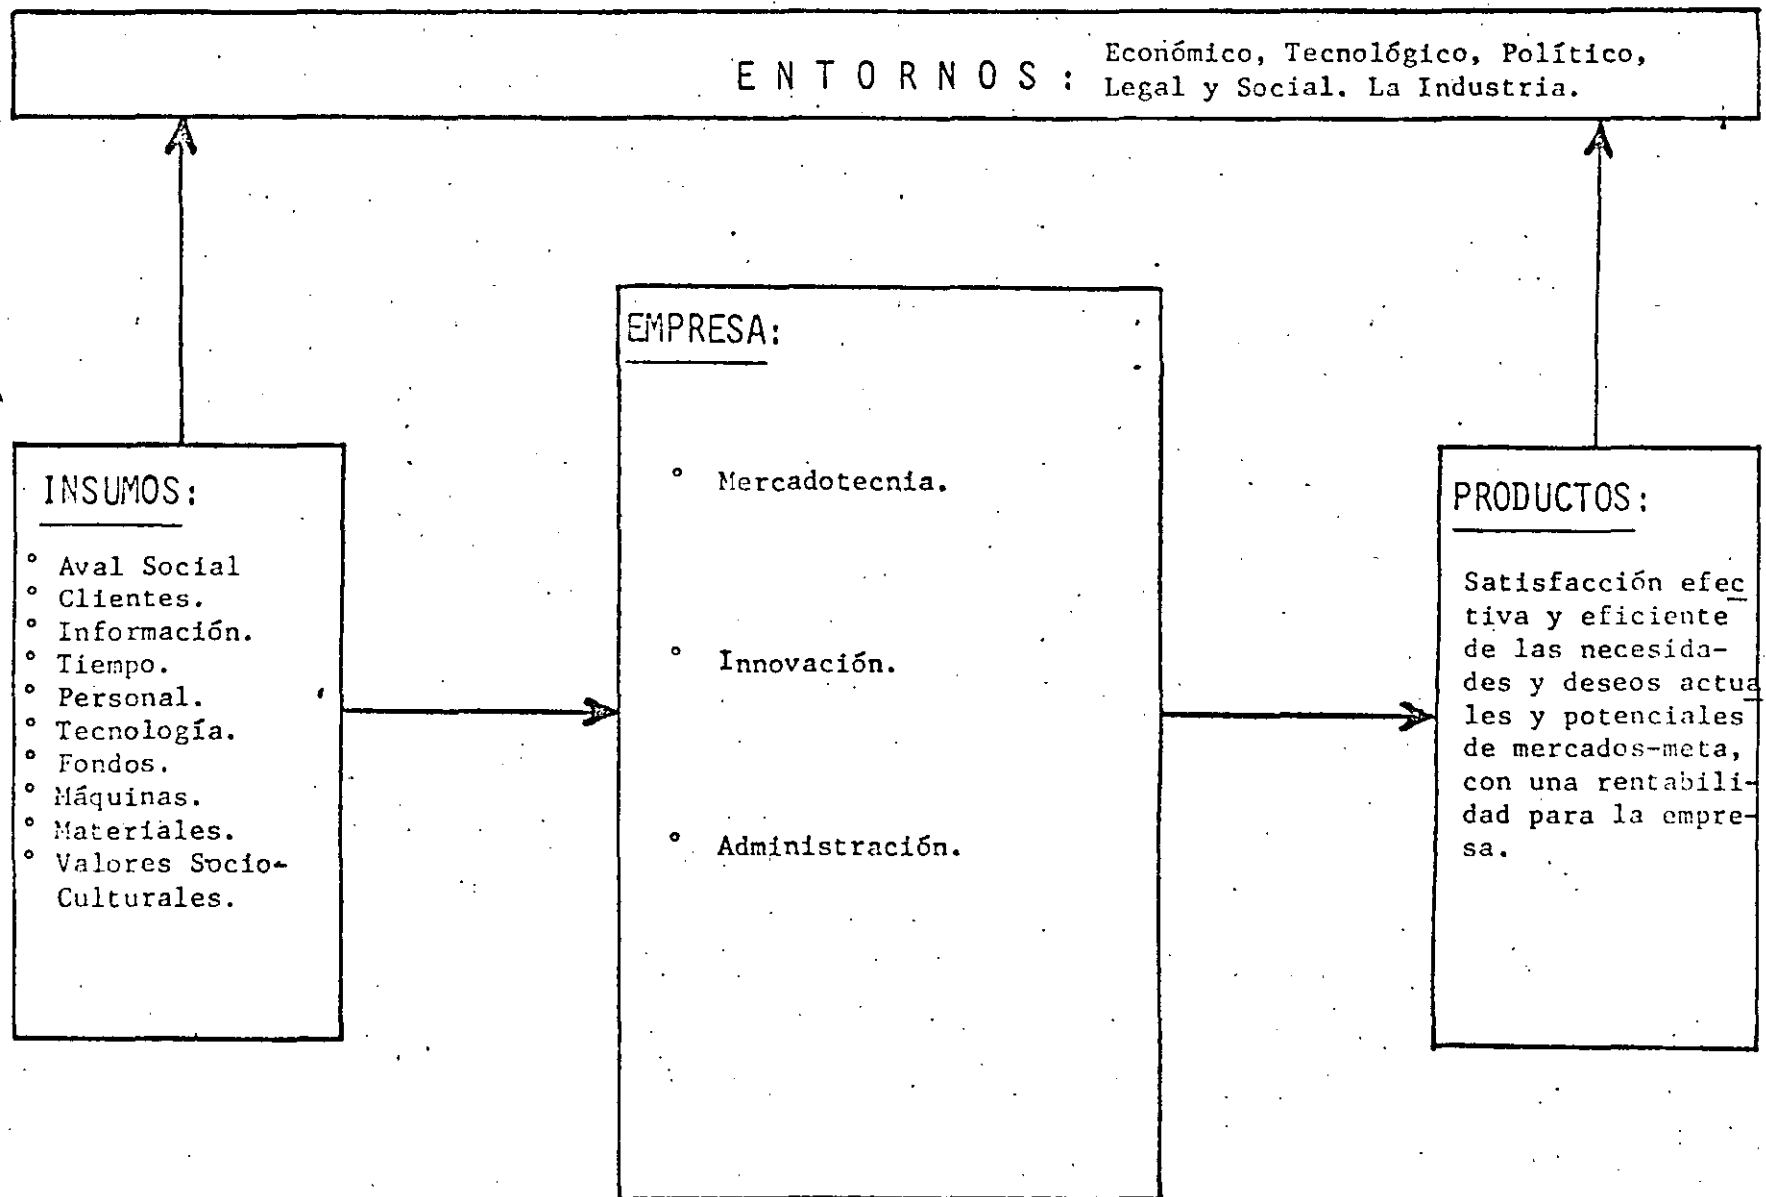 E N T O R N O S : Económico, Tecnológico, Político,
Legal y Social. La Industria.
INSUMOS:
° Aval Social
° Clientes.
° Información.
° Tiempo.
° Personal.
° Tecnología.
° Fondos.
° Máquinas.
° Materiales.
° Valores Socio-
Culturales.
EMPRESA:
° Mercadotecnia.
° Innovación.
° Administración.
PRODUCTOS:
Satisfacción efec
tiva y eficiente
de las necesida-
des y deseos actua
les y potenciales
de mercados-meta,
con una rentabili-
dad para la empre-
sa.